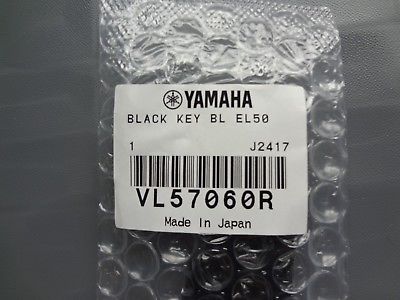 YAMAHA
BLACK KEY BL EL50
1 J2417
VL57060R
Made In Japan